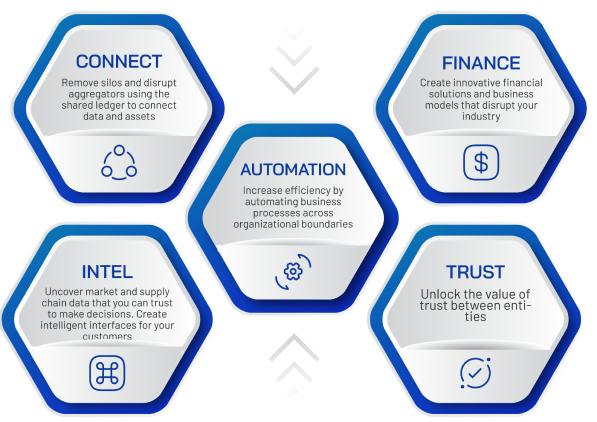 CONNECT
Remove silos and disrupt
aggregators using the
shared ledger to connect
data and assets
FINANCE
Create innovative financial
solutions and business
models that disrupt your
industry
AUTOMATION
Increase efficiency by
automating business
processes across
organizational boundaries
INTEL
Uncover market and supply
chain data that you can trust
to make decisions. Create
intelligent interfaces for your
customers
TRUST
Unlock the value of
trust between enti-
ties